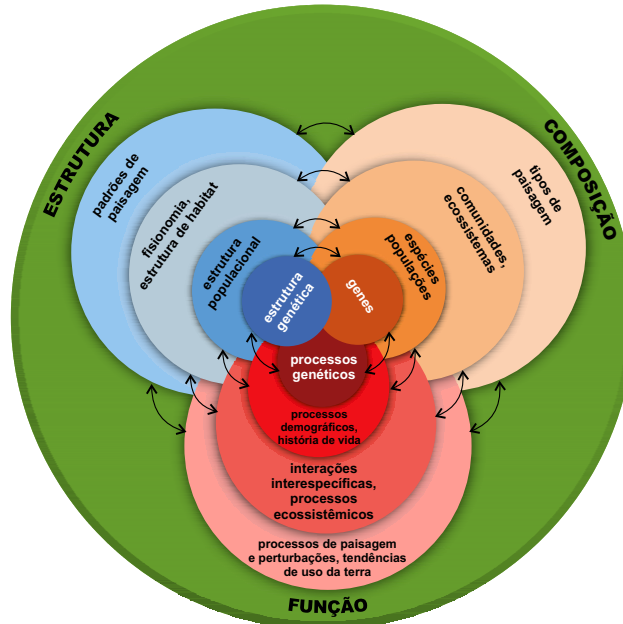 ESTRUTURA
COMPOSIÇÃO
padrões de
paisagem
fisionomia,
estrutura de habitat
estrutura
populacional
estrutura
genética
tipos de
paisagem
comunidades,
ecossistemas
espécies
populações
genes
processos
genéticos
processos
demográficos,
história de vida
interações
interespecíficas,
processos
ecossistêmicos
processos de paisagem
e perturbações, tendências
de uso da terra
FUNÇÃO